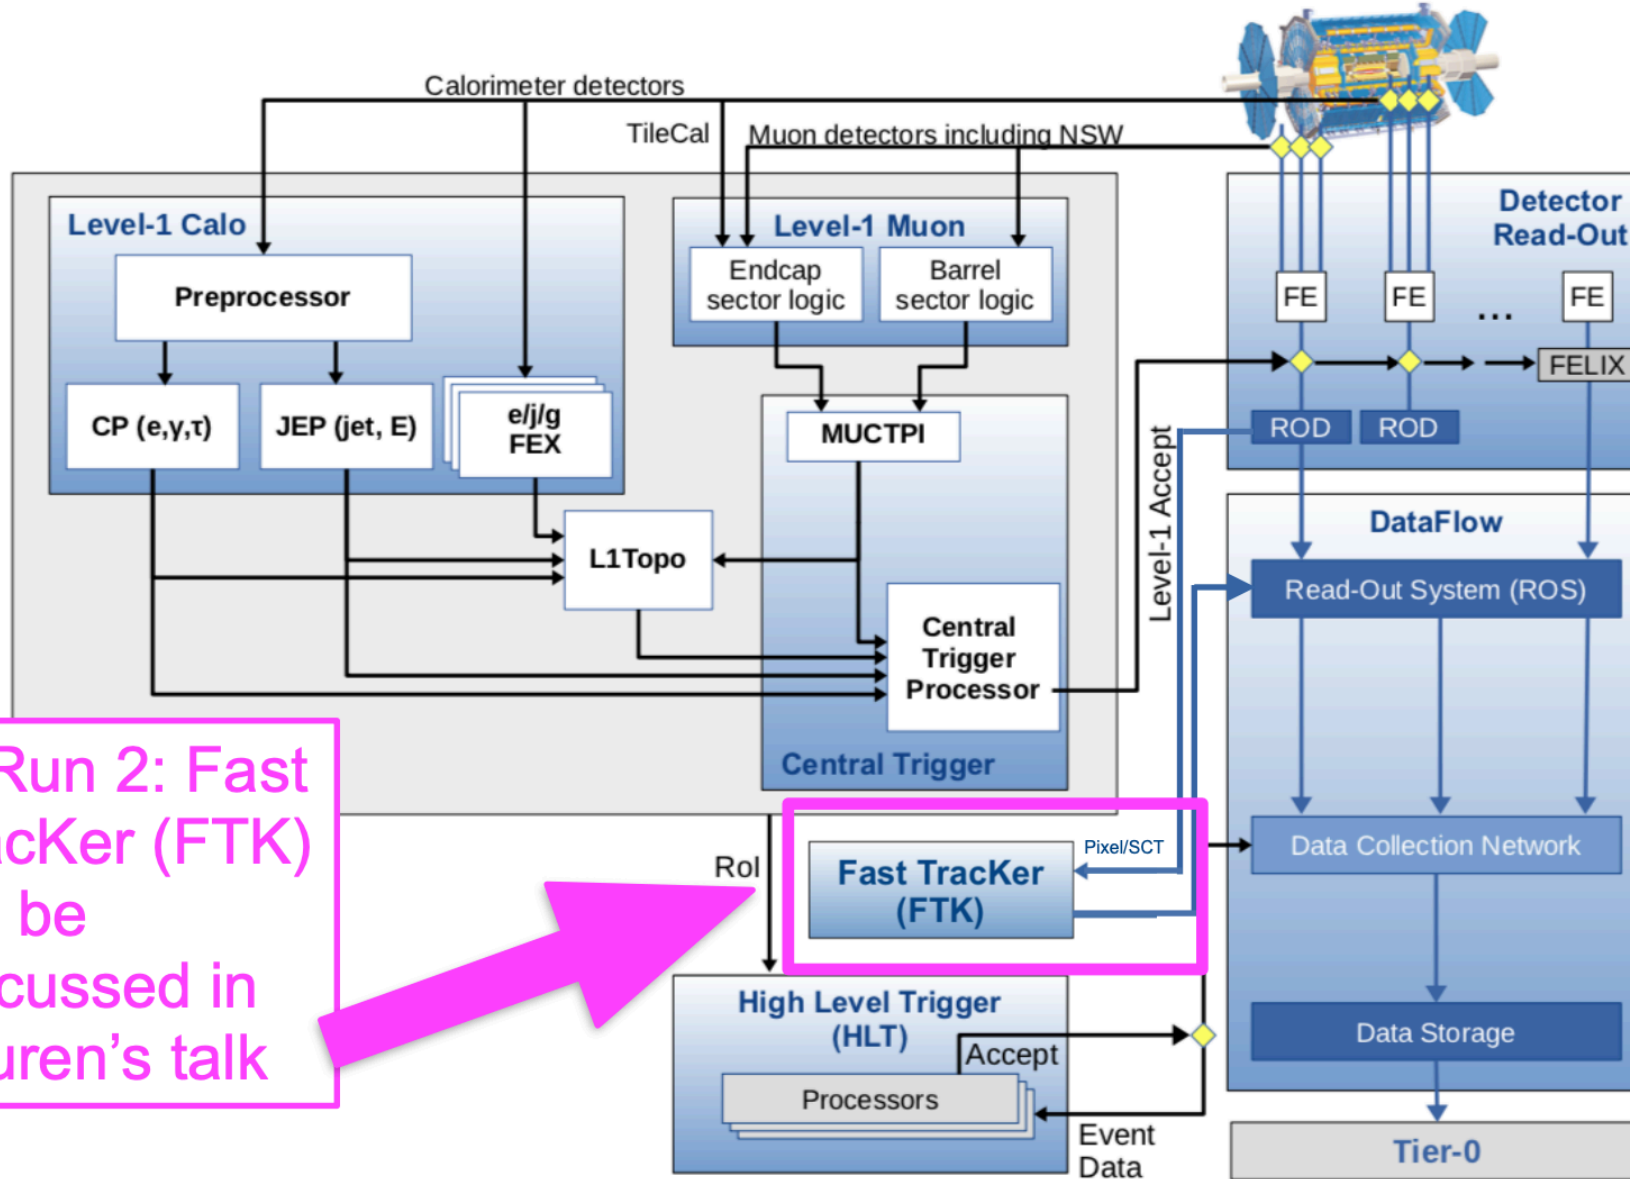 Calorimeter detectors
TileCal
Muon detectors including NSW
Level-1 Calo
Preprocessor
CP (e,γ,τ)
JEP (jet, E)
e/j/g
FEX
Level-1 Muon
Endcap
sector logic
Barrel
sector logic
MUCTPI
L1Topo
Central
Trigger
Processor
Central Trigger
Level-1 Accept
Detector
Read-Out
FE
FE
...
FE
FELIX
ROD
ROD
DataFlow
Read-Out System (ROS)
Data Collection Network
Data Storage
Tier-0
Run 2: Fast
acKer (FTK)
be
cussed in
uren's talk
RoI
Fast TracKer
(FTK)
Pixel/SCT
High Level Trigger
(HLT)
Accept
Processors
Event
Data